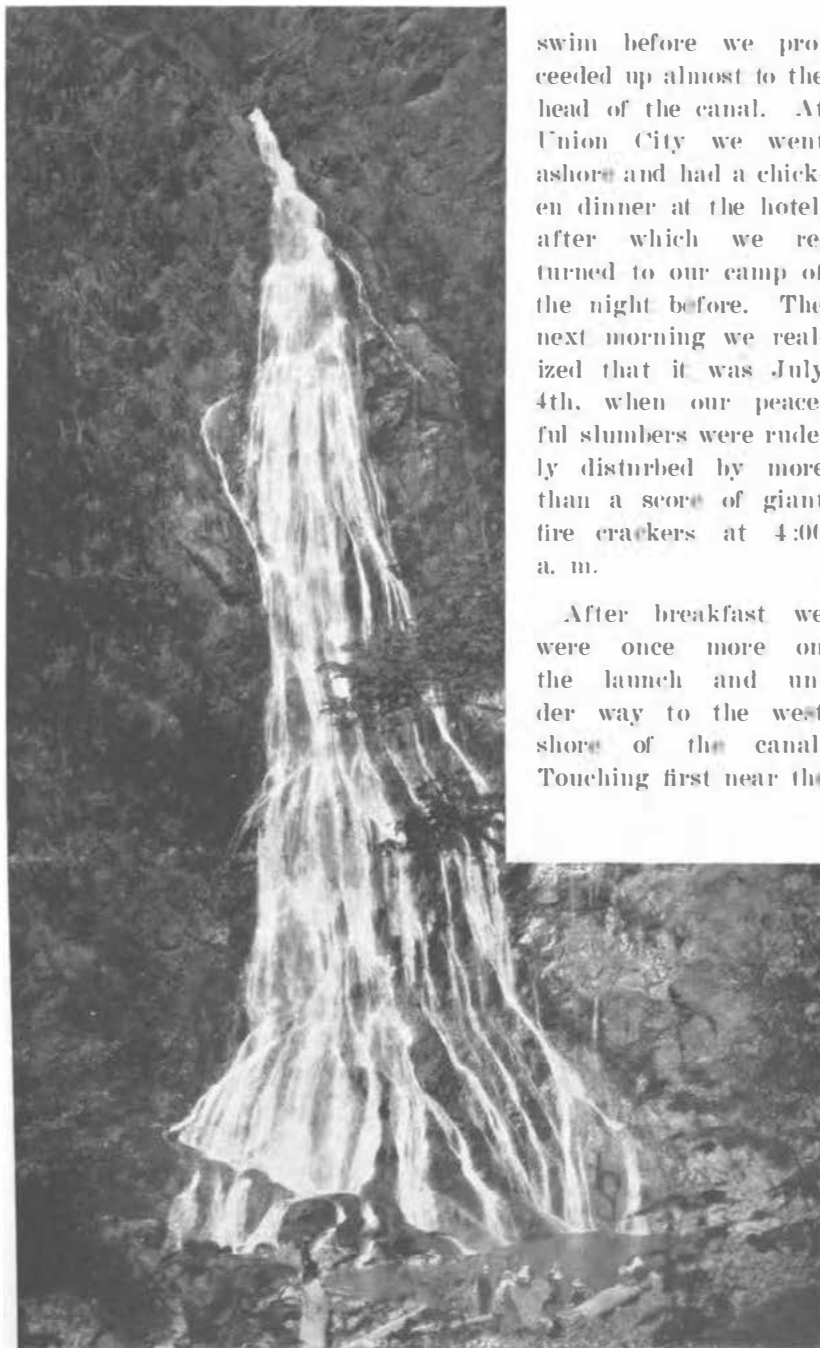 swim before we pro-
ceeded up almost to the
head of the canal. At
Union City we went
ashore and had a chick-
en dinner at the hotel,
after which we re-
turned to our camp of
the night before. The
next morning we real-
ized that it was July
4th, when our peace-
ful slumbers were rude-
ly disturbed by more
than a score of giant
fire crackers at 4:00
a. m.
After breakfast we
were once more on
the launch and un-
der way to the west
shore of the canal.
Touching first near the